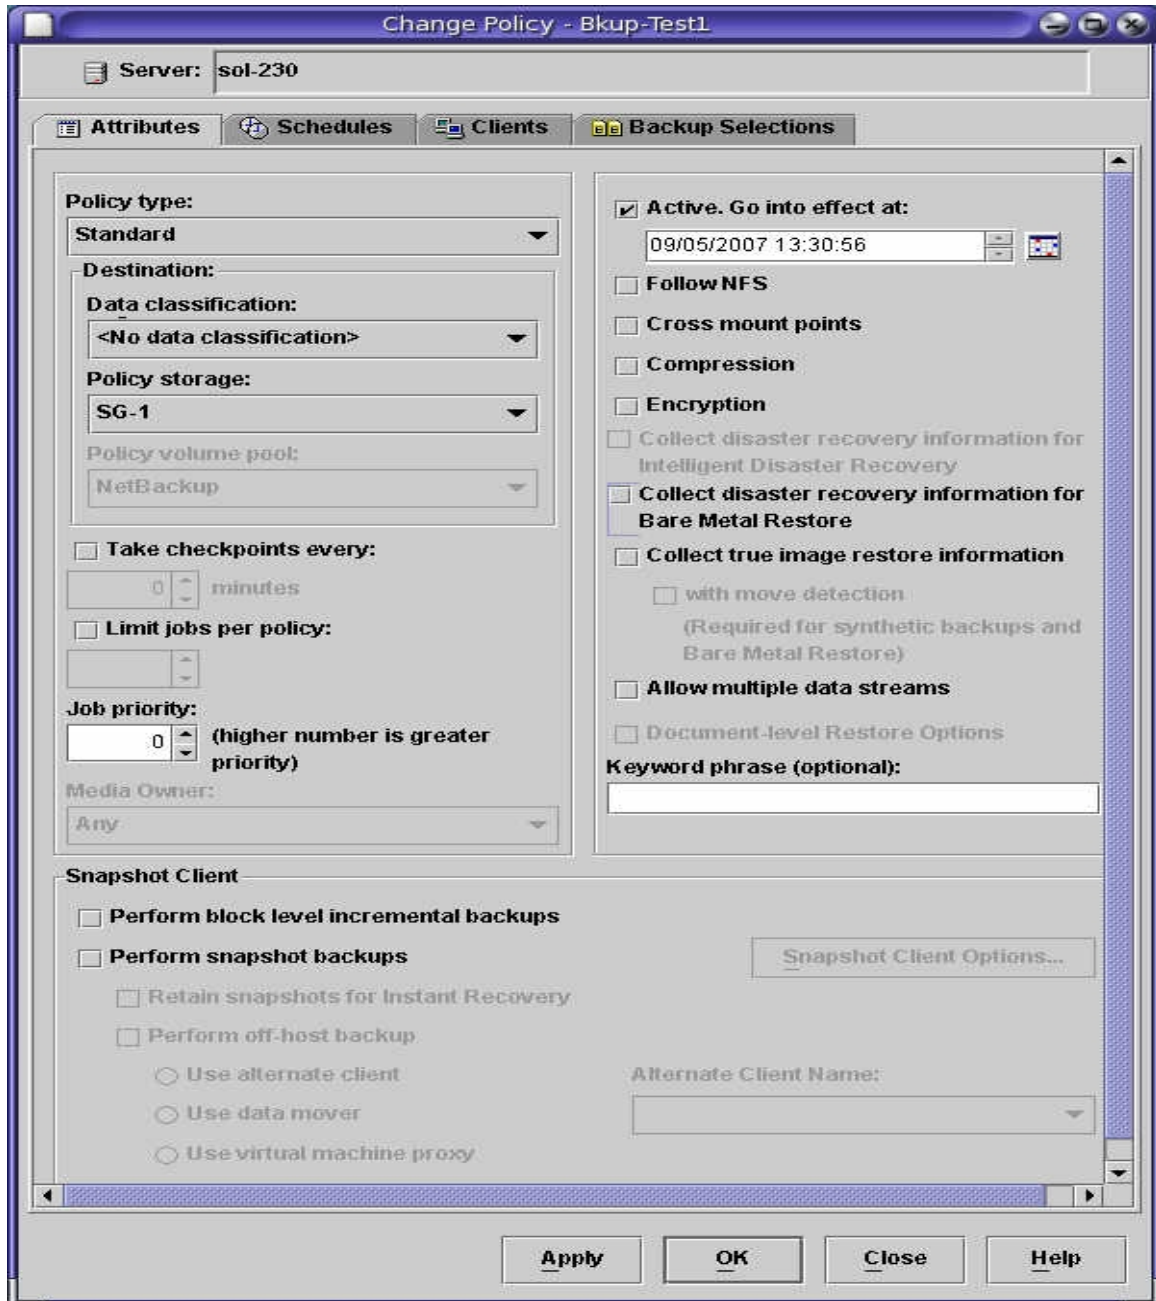 Change Policy - Bkup-Test1
Server: sol-230
Attributes
Schedules
Clients
Backup Selections
Policy type:
Standard
Destination:
Data classification:
<No data classification>
Policy storage:
SG-1
Policy volume pool:
NetBackup
Take checkpoints every:
0 minutes
Limit jobs per policy:
Job priority:
0 (higher number is greater
priority)
Media Owner:
Any
Active. Go into effect at:
09/05/2007 13:30:56
Follow NFS
Cross mount points
Compression
Encryption
Collect disaster recovery information for
Intelligent Disaster Recovery
Collect disaster recovery information for
Bare Metal Restore
Collect true image restore information
with move detection
(Required for synthetic backups and
Bare Metal Restore)
Allow multiple data streams
Document-level Restore Options
Keyword phrase (optional):
Snapshot Client
Perform block level incremental backups
Perform snapshot backups
Snapshot Client Options...
Retain snapshots for Instant Recovery
Perform off-host backup
Use alternate client
Alternate Client Name:
Use data mover
Use virtual machine proxy
Apply
OK
Close
Help